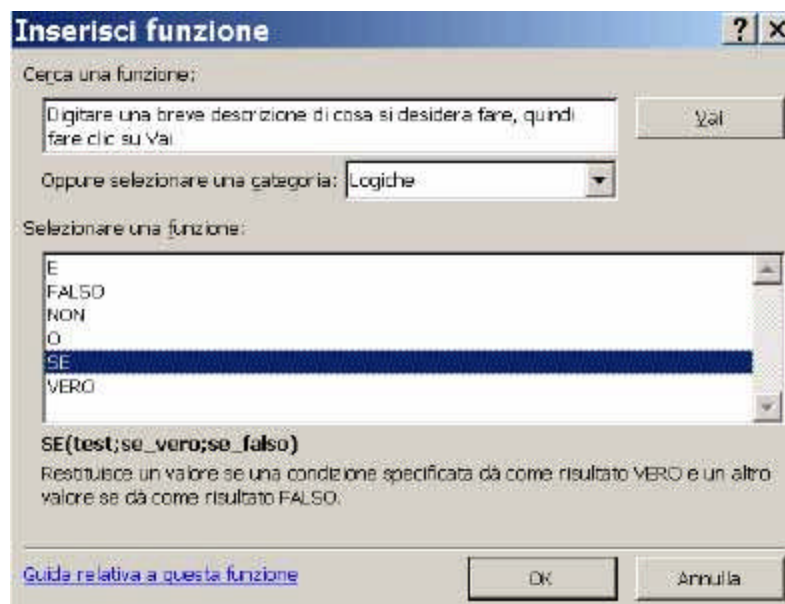 Inserisci funzione
Cerca una funzione:
Digitare una breve descrizione di cosa si desidera fare, quindi
fare clic su Vai
Vai
Oppure selezionare una categoria: Logiche
Selezionare una funzione:
E
FALSO
NON
O
SE
VERO
SE(test;se_vero;se_falso)
Restituisce un valore se una condizione specificata dà come risultato VERO e un altro
valore se dà come risultato FALSO.
Guida relativa a questa funzione
OK
Annulla